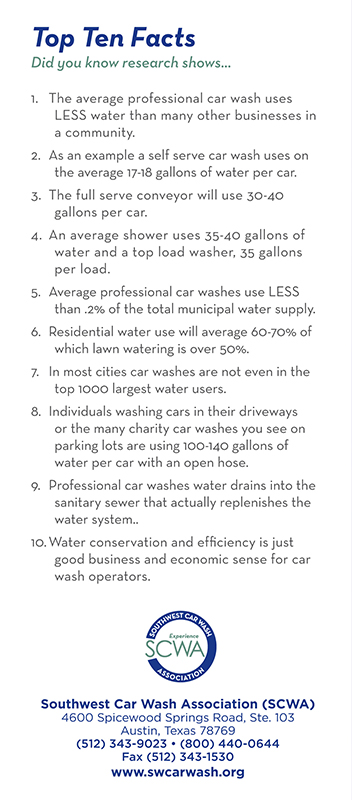 Top Ten Facts
Did you know research shows...
1. The average professional car wash uses
LESS water than many other businesses in
a community.
2. As an example a self serve car wash uses on
the average 17-18 gallons of water per car.
3. The full serve conveyor will use 30-40
gallons per car.
4. An average shower uses 35-40 gallons of
water and a top load washer, 35 gallons
per load.
5. Average professional car washes use LESS
than .2% of the total municipal water supply.
6. Residential water use will average 60-70% of
which lawn watering is over 50%.
7. In most cities car washes are not even in the
top 1000 largest water users.
8. Individuals washing cars in their driveways
or the many charity car washes you see on
parking lots are using 100-140 gallons of
water per car with an open hose.
9. Professional car washes water drains into the
sanitary sewer that actually replenishes the
water system..
10. Water conservation and efficiency is just
good business and economic sense for car
wash operators.
SOUTHWEST CAR WASH
Experience
SCWA
ASSOCIATION
Southwest Car Wash Association (SCWA)
4600 Spicewood Springs Road, Ste. 103
Austin, Texas 78769
(512) 343-9023 • (800) 440-0644
Fax (512) 343-1530
www.swcarwash.org